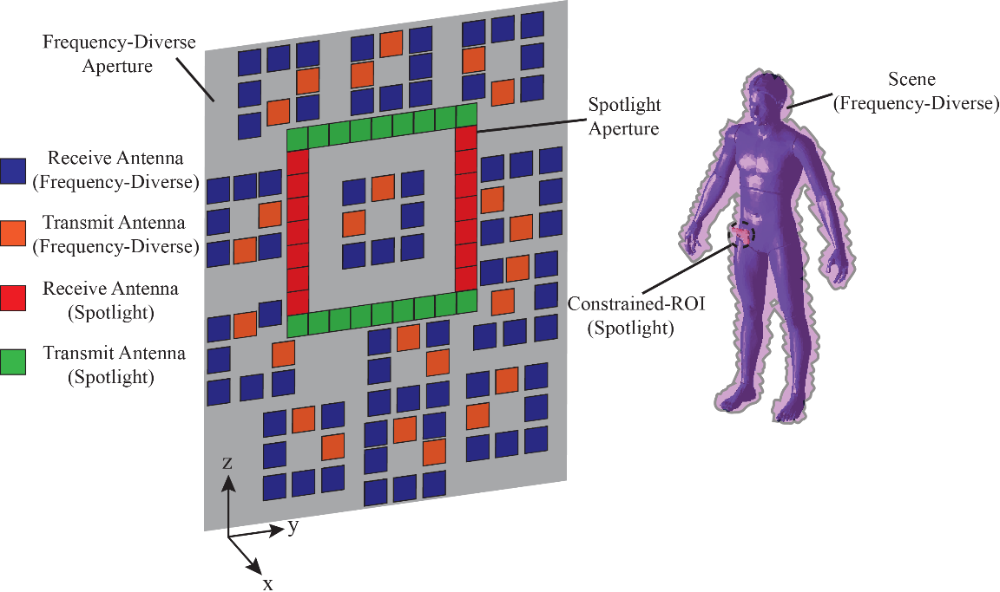 Frequency-Diverse
Aperture
Spotlight
Aperture
Scene
(Frequency-Diverse)
Receive Antenna
(Frequency-Diverse)
Transmit Antenna
(Frequency-Diverse)
Receive Antenna
(Spotlight)
Transmit Antenna
(Spotlight)
Constrained-ROI
(Spotlight)
z
y
x